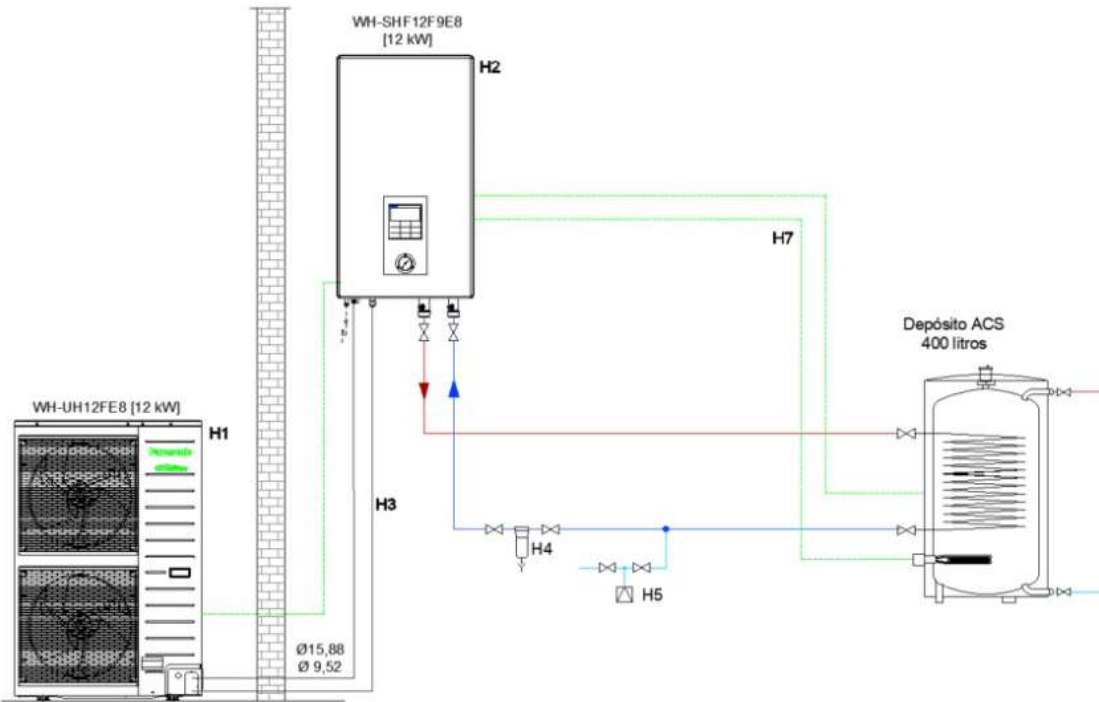 WH-SHF12F9E8
[12 kW]
H2
H7
Depósito ACS
400 litros
WH-UH12FE8 [12 kW]
H1
H3
H4
H5
Ø15,88
Ø 9,52